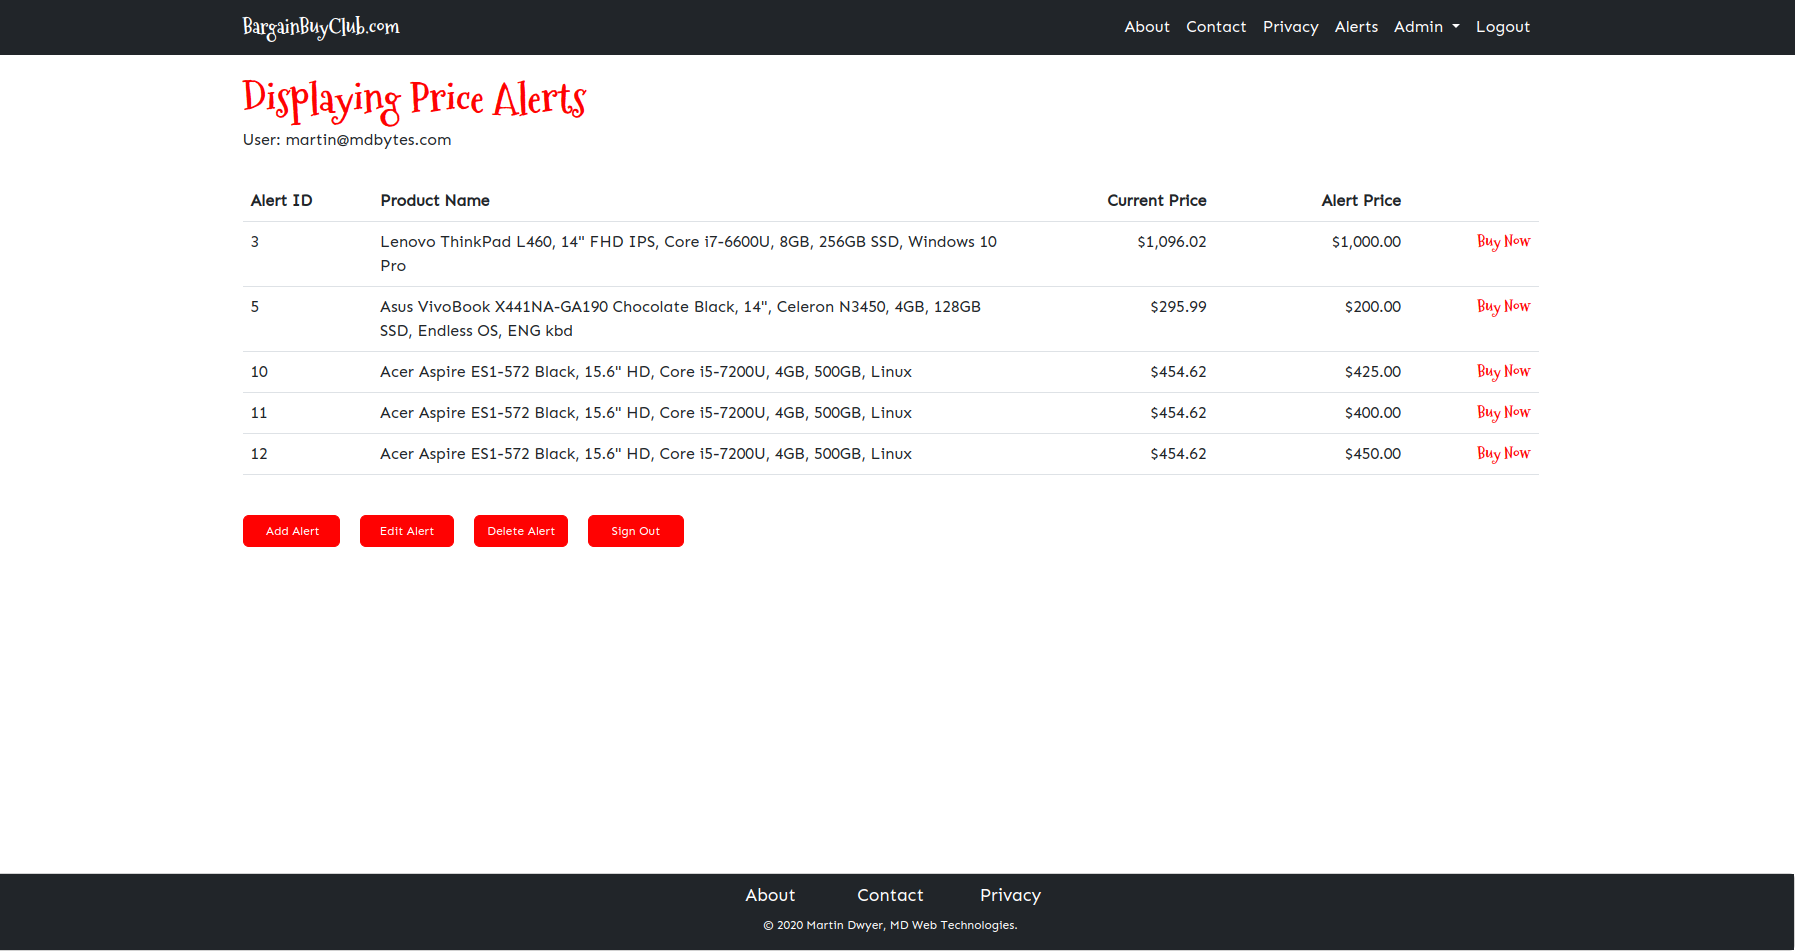 BargainBuyClub.com About Contact Privacy Alerts Admin Logout
Displaying Price Alerts
User: martin@mdbytes.com
Alert ID Product Name Current Price Alert Price
3 Lenovo ThinkPad L460, 14" FHD IPS, Core i7-6600U, 8GB, 256GB SSD, Windows 10 $1,096.02 $1,000.00 Buy Now
Pro
5 Asus VivoBook X441NA-GA190 Chocolate Black, 14", Celeron N3450, 4GB, 128GB $295.99 $200.00 Buy Now
SSD, Endless OS, ENG kbd
10 Acer Aspire ES1-572 Black, 15.6" HD, Core i5-7200U, 4GB, 500GB, Linux $454.62 $425.00 Buy Now
11 Acer Aspire ES1-572 Black, 15.6" HD, Core i5-7200U, 4GB, 500GB, Linux $454.62 $400.00 Buy Now
12 Acer Aspire ES1-572 Black, 15.6" HD, Core i5-7200U, 4GB, 500GB, Linux $454.62 $450.00 Buy Now
Add Alert Edit Alert Delete Alert Sign Out
About Contact Privacy
© 2020 Martin Dwyer, MD Web Technologies.